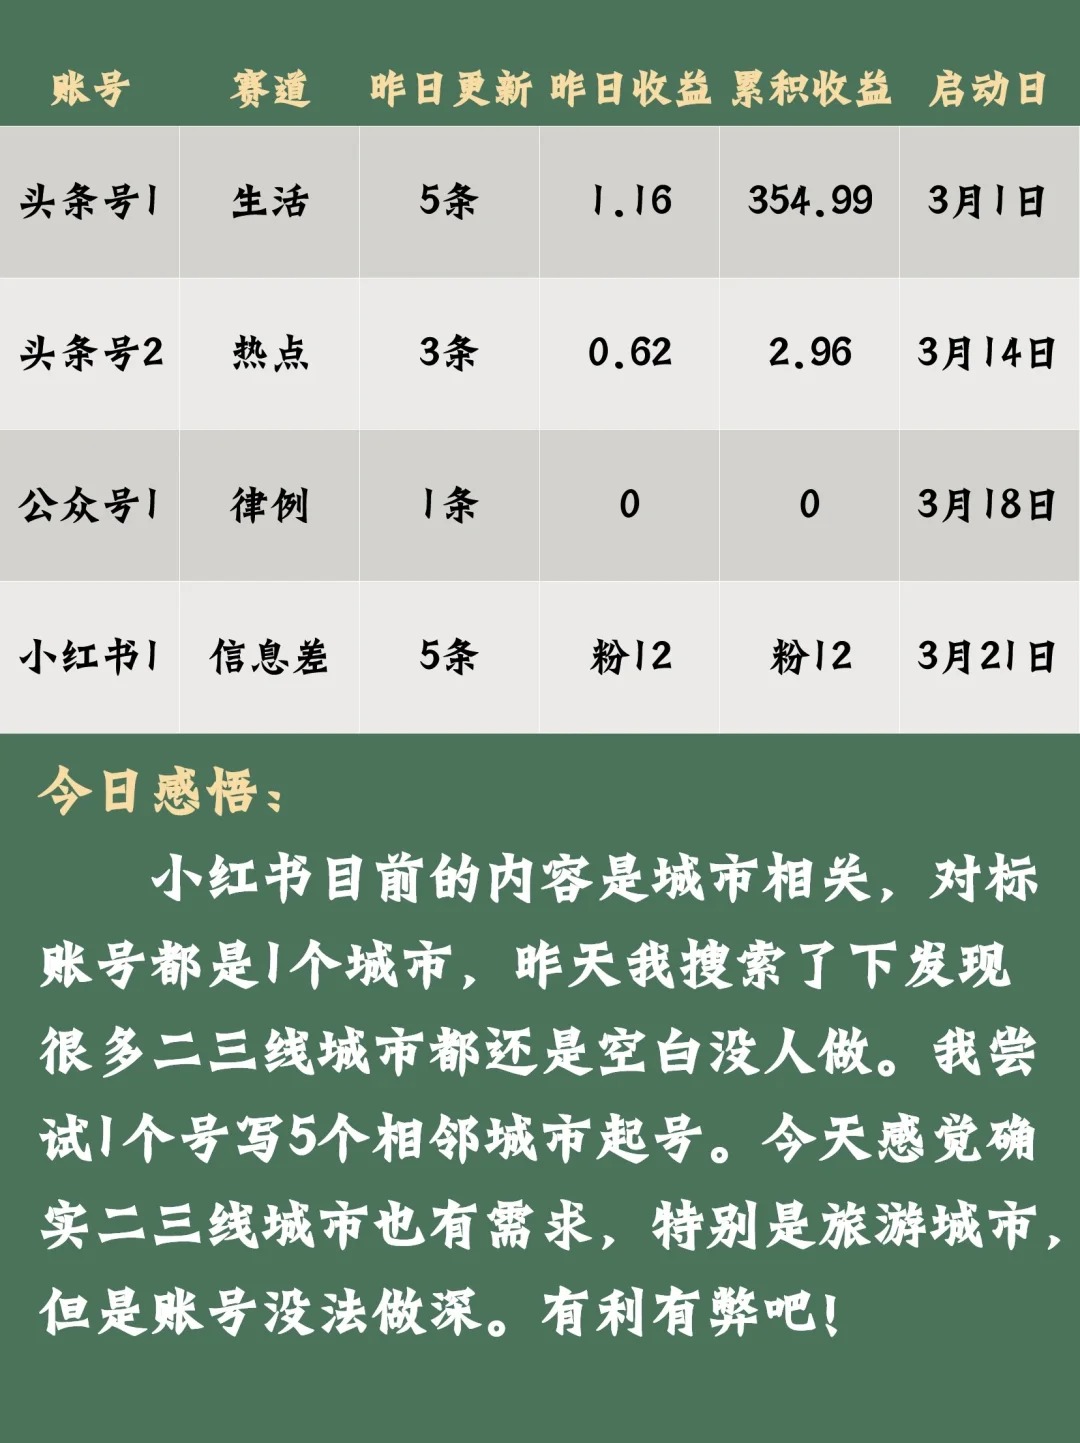 账号 赛道 昨日更新 昨日收益 累积收益 启动日
头条号1 生活 5条 1.16 354.99 3月1日
头条号2 热点 3条 0.62 2.96 3月14日
公众号1 律例 1条 0 0 3月18日
小红书1 信息差 5条 粉12 粉12 3月21日
今日感悟：
小红书目前的内容是城市相关，对标
账号都是1个城市，昨天我搜索了下发现
很多二三线城市都还是空白没人做。我尝
试1个号写5个相邻城市起号。今天感觉确
实二三线城市也有需求，特别是旅游城市，
但是账号没法做深。有利有弊吧！